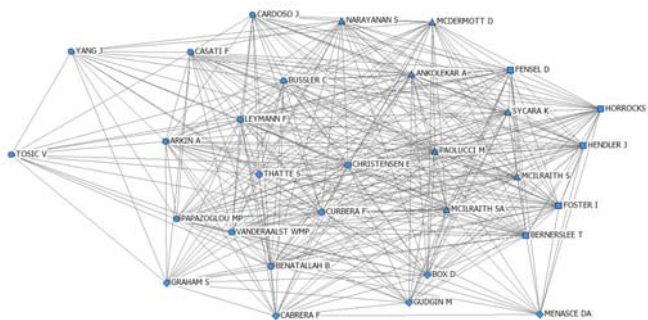 CARDOSO J
NARAYANAN S
MCDERMOTT D
YANG J
CASATI F
BUSSLER C
ANKOLEKAR A
FENSEL D
HORROCKS
LEYMANN F
SYCARA K
ARKIN A
HENDLER J
TOSIC V
PAOLUCCI M
CHRISTENSEN E
THATTE S
MCILRAITH S
PAPAZOGLOU MP
CURBERA F
MCILRAITH SA
FOSTER I
VANDERAALST WMP
BERNERSLEE T
BENATALLAH B
BOX D
GRAHAM S
GUDGIN M
CABRERA F
MENASCE DA